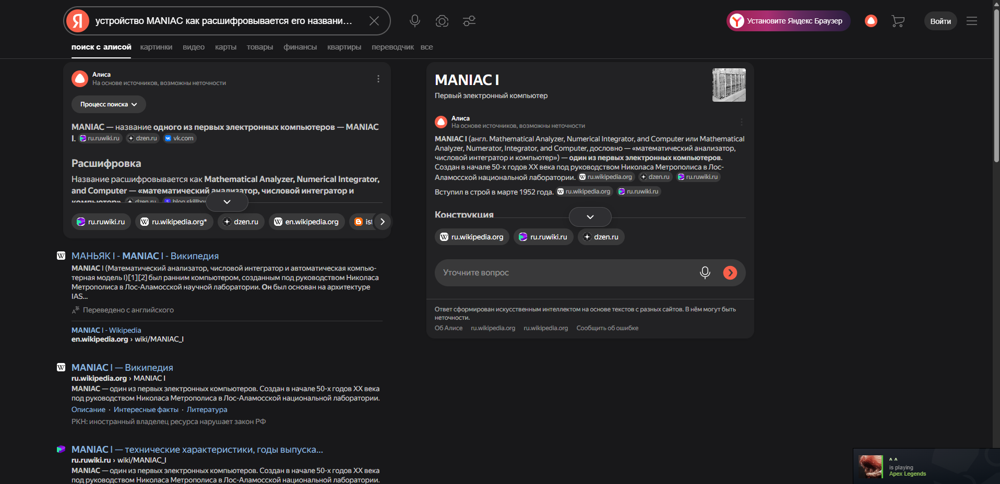 Я устройство MANIAC как расшифровывается его названи...
Установите Яндекс Браузер
Войти
поиск с алисой картинки видео карты товары финансы квартиры переводчик все
Алиса
На основе источников, возможны неточности
Процесс поиска
MANIAC — название одного из первых электронных компьютеров — MANIAC
I. ru.ruwiki.ru dzen.ru vk.com
Расшифровка
Название расшифровывается как Mathematical Analyzer, Numerical Integrator,
and Computer — «математический анализатор, числовой интегратор и
компьютер». dzen.ru blog.skillbox
ru.ruwiki.ru ru.wikipedia.org* dzen.ru en.wikipedia.org ist
МАНЬЯК I - MANIAC I - Википедия
MANIAC I (Математический анализатор, числовой интегратор и автоматическая компью-
терная модель I)[1][2] был ранним компьютером, созданным под руководством Николаса
Метрополиса в Лос-Аламосской научной лаборатории. Он был основан на архитектуре
IAS...
Переведено с английского
MANIAC I - Wikipedia
en.wikipedia.org › wiki/MANIAC_I
MANIAC I — Википедия
ru.wikipedia.org › MANIAC I
MANIAC — один из первых электронных компьютеров. Создан в начале 50-х годов XX века
под руководством Николаса Метрополиса в Лос-Аламосской национальной лаборатории.
Описание · Интересные факты · Литература
РКН: иностранный владелец ресурса нарушает закон РФ
MANIAC I — технические характеристики, годы выпуска...
ru.ruwiki.ru › wiki/MANIAC_I
MANIAC — один из первых электронных компьютеров. Создан в начале 50-х годов XX века
под руководством Николаса Метрополиса в Лос-Аламосской национальной лаборатории.
MANIAC I
Первый электронный компьютер
Алиса
На основе источников, возможны неточности
MANIAC I (англ. Mathematical Analyzer, Numerical Integrator, and Computer или Mathematical
Analyzer, Numerator, Integrator, and Computer, дословно — «математический анализатор,
числовой интегратор и компьютер») — один из первых электронных компьютеров.
Создан в начале 50-х годов XX века под руководством Николаса Метрополиса в Лос-
Аламосской национальной лаборатории. ru.wikipedia.org dzen.ru ru.ruwiki.ru
Вступил в строй в марте 1952 года. ru.wikipedia.org ru.ruwiki.ru
Конструкция
ru.wikipedia.org ru.ruwiki.ru dzen.ru
Уточните вопрос
Ответ сформирован искусственным интеллектом на основе текстов с разных сайтов. В нём могут быть
неточности.
Об Алисе ru.wikipedia.org ru.wikipedia.org Сообщить об ошибке
^ ^
is playing
Apex Legends